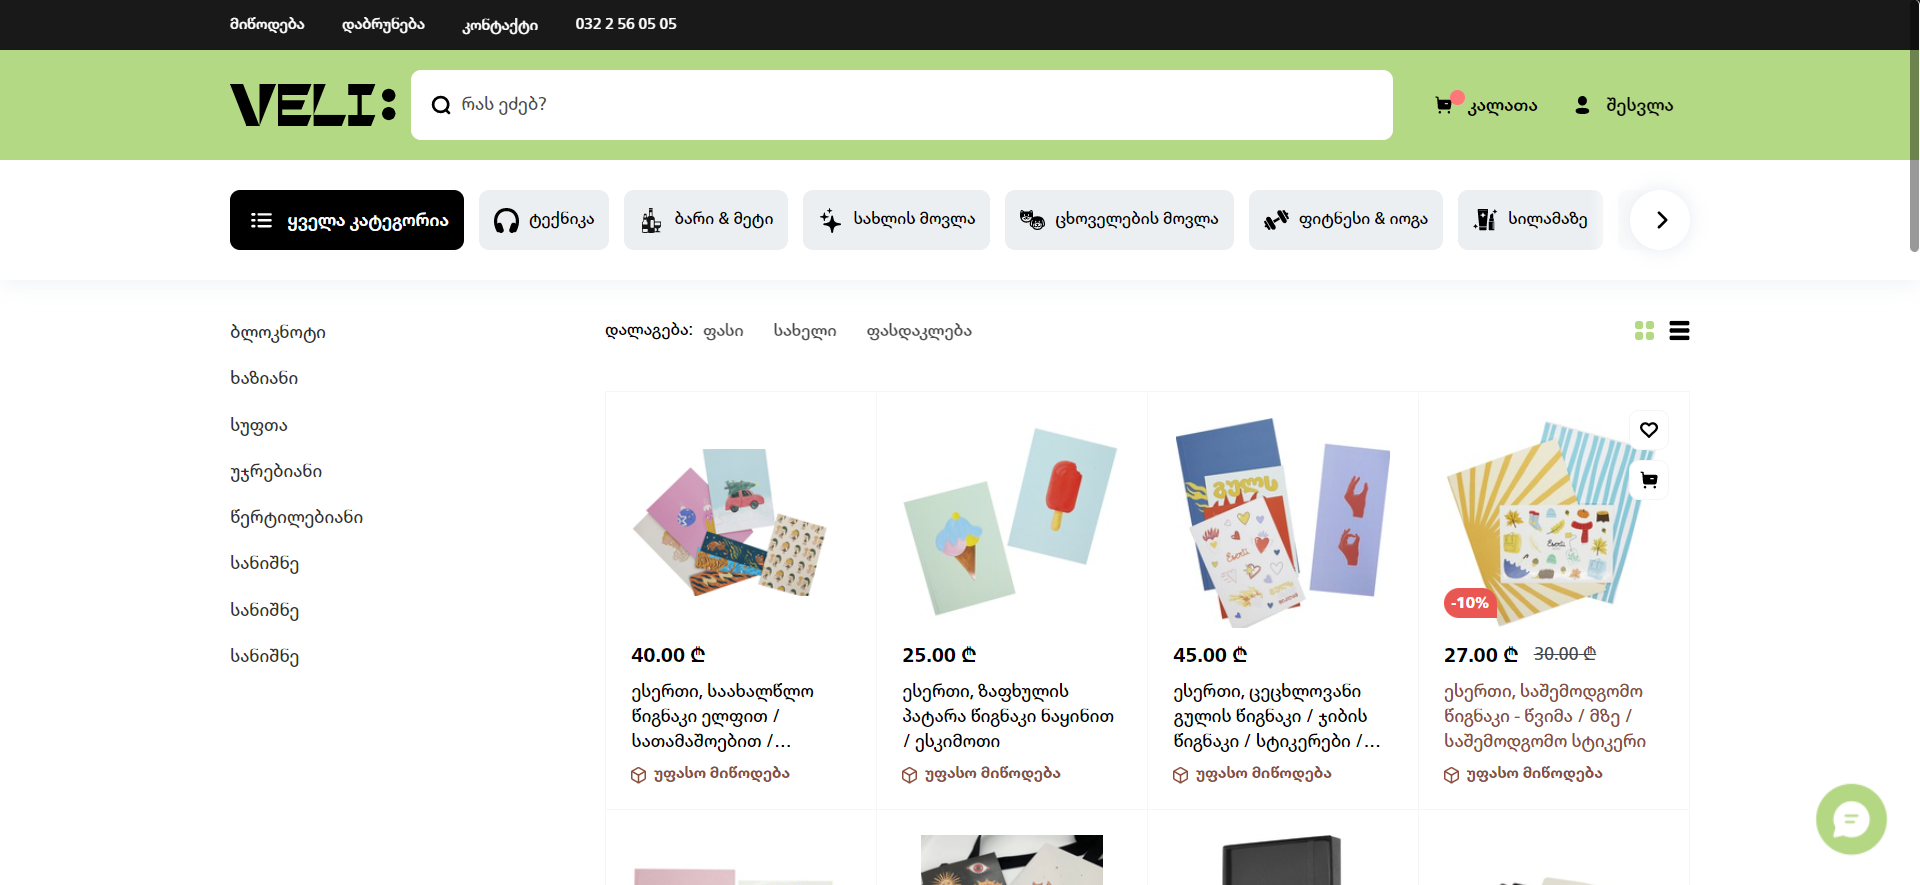 მიწოდება
დაბრუნება
კონტაქტი
032 2 56 05 05
VELI:
რას ეძებ?
კალათა
შესვლა
ყველა კატეგორია
ტექნიკა
ბარი & მეტი
სახლის მოვლა
ცხოველების მოვლა
ფიტნესი & იოგა
სილამაზე
ბლოკნოტი
ხაზიანი
სუფთა
უჯრებიანი
წერტილებიანი
სანიშნე
სანიშნე
სანიშნე
დალაგება:
ფასი
სახელი
ფასდაკლება
40.00 ₾
ესერთი, საახალწლო
წიგნაკი ელფით /
სათამაშოებით /...
უფასო მიწოდება
25.00 ₾
ესერთი, ზაფხულის
პატარა წიგნაკი ნაყინით
/ ესკიმოთი
უფასო მიწოდება
გულს
Eserti
45.00 ₾
ესერთი, ცეცხლოვანი
გულის წიგნაკი / ჯიბის
წიგნაკი / სტიკერები /...
უფასო მიწოდება
Eserti
-10%
27.00 ₾ 30.00 ₾
ესერთი, საშემოდგომო
წიგნაკი - წვიმა / მზე /
საშემოდგომო სტიკერი
უფასო მიწოდება